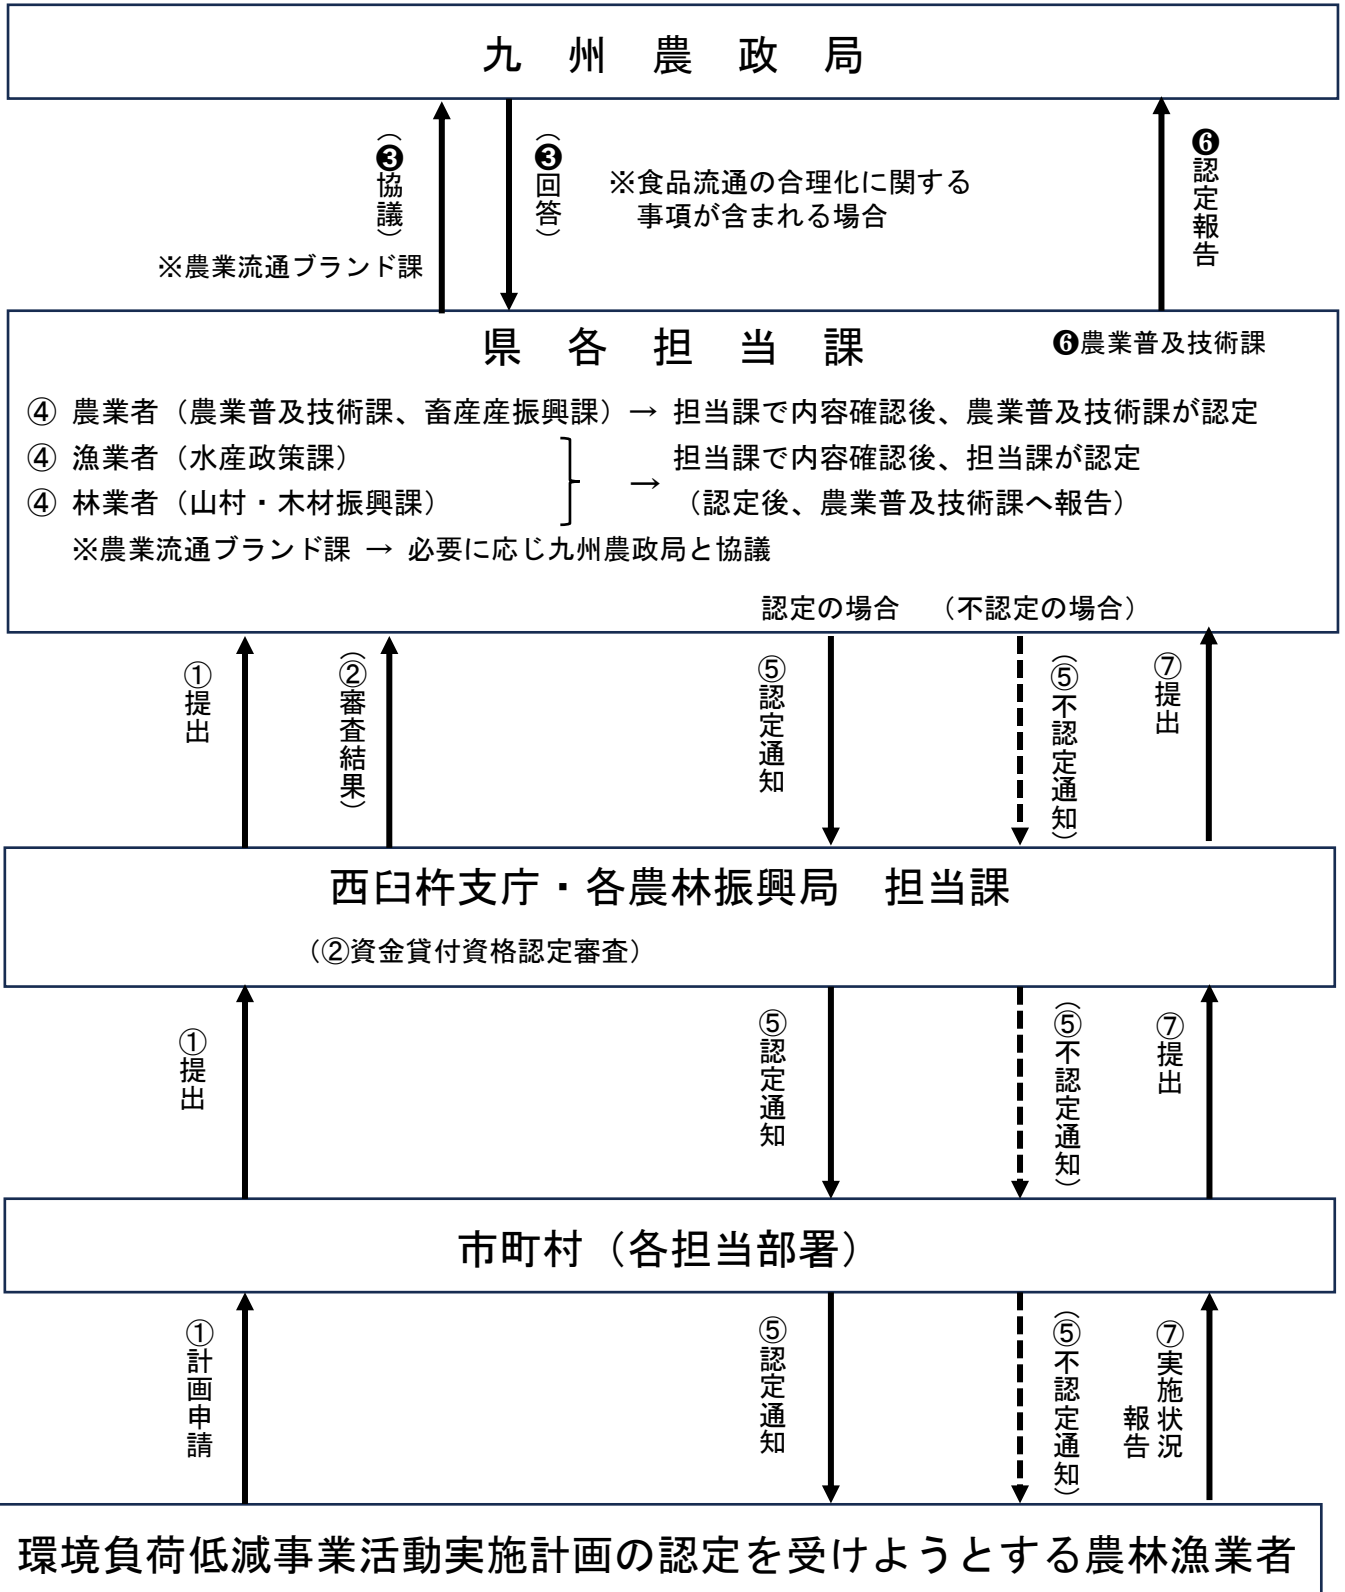 九 州 農 政 局
（❸協議）
（❸回答）
※食品流通の合理化に関する
事項が含まれる場合
❻認定報告
※農業流通ブランド課
県 各 担 当 課
❻農業普及技術課
④ 農業者（農業普及技術課、畜産産振興課）→ 担当課で内容確認後、農業普及技術課が認定
④ 漁業者（水産政策課）
④ 林業者（山村・木材振興課）
→
担当課で内容確認後、担当課が認定
（認定後、農業普及技術課へ報告）
※農業流通ブランド課 → 必要に応じ九州農政局と協議
認定の場合 （不認定の場合）
①提出
（②審査結果）
⑤認定通知
（⑤不認定通知）
⑦提出
西臼杵支庁・各農林振興局 担当課
（②資金貸付資格認定審査）
①提出
⑤認定通知
（⑤不認定通知）
⑦提出
市町村（各担当部署）
①計画申請
⑤認定通知
（⑤不認定通知）
⑦実施状況
報告
環境負荷低減事業活動実施計画の認定を受けようとする農林漁業者